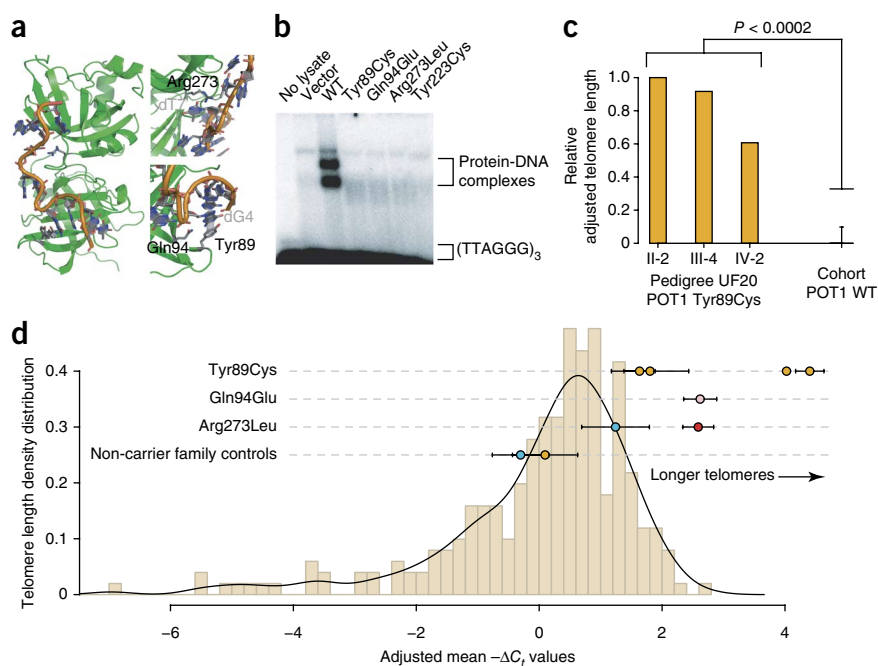 a
Arg273
dT7
dG4
Gln94
Tyr89
b
No lysate
Vector
WT
Tyr89Cys
Gln94Glu
Arg273Leu
Tyr223Cys
Protein-DNA
complexes
(TTAGGG)3
c
P < 0.0002
Relative
adjusted telomere length
1.0
0.8
0.6
0.4
0.2
0
II-2
III-4
IV-2
Pedigree UF20
POT1 Tyr89Cys
Cohort
POT1 WT
d
Telomere length density distribution
0.4
0.3
0.2
0.1
0
Tyr89Cys
Gln94Glu
Arg273Leu
Non-carrier family controls
Longer telomeres
−6
−4
−2
0
2
4
Adjusted mean −ΔCt values